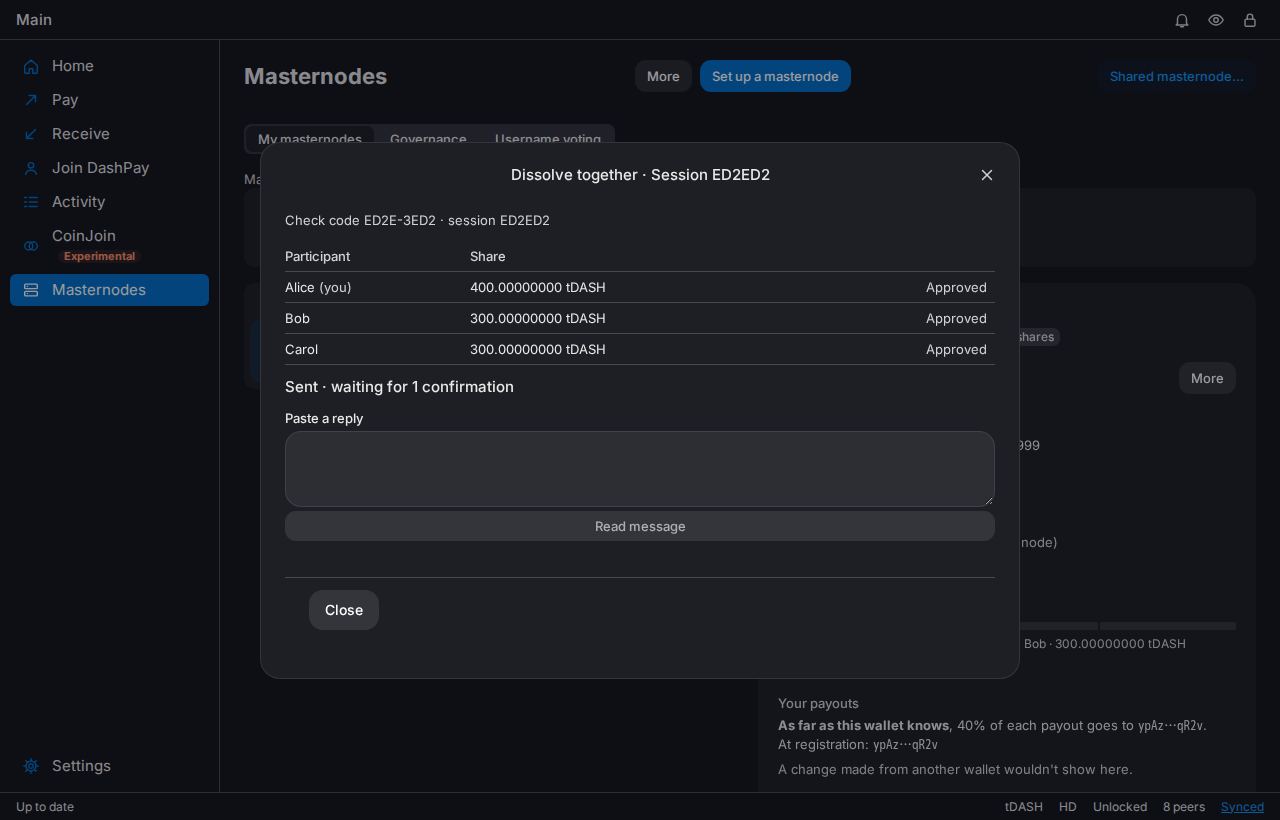 Main
Home
Pay
Receive
Join DashPay
Activity
CoinJoin
Experimental
Masternodes
Settings
Masternodes
More
Set up a masternode
Shared masternode...
My masternodes
Governance
Username voting
Dissolve together · Session ED2ED2
Check code ED2E-3ED2 · session ED2ED2
Participant Share
Alice (you) 400.00000000 tDASH Approved
Bob 300.00000000 tDASH Approved
Carol 300.00000000 tDASH Approved
Sent · waiting for 1 confirmation
Paste a reply
Read message
Close
shares
More
999
node)
Bob · 300.00000000 tDASH
Your payouts
As far as this wallet knows, 40% of each payout goes to ypAz…qR2v.
At registration: ypAz…qR2v
A change made from another wallet wouldn't show here.
Up to date
tDASH HD Unlocked 8 peers Synced